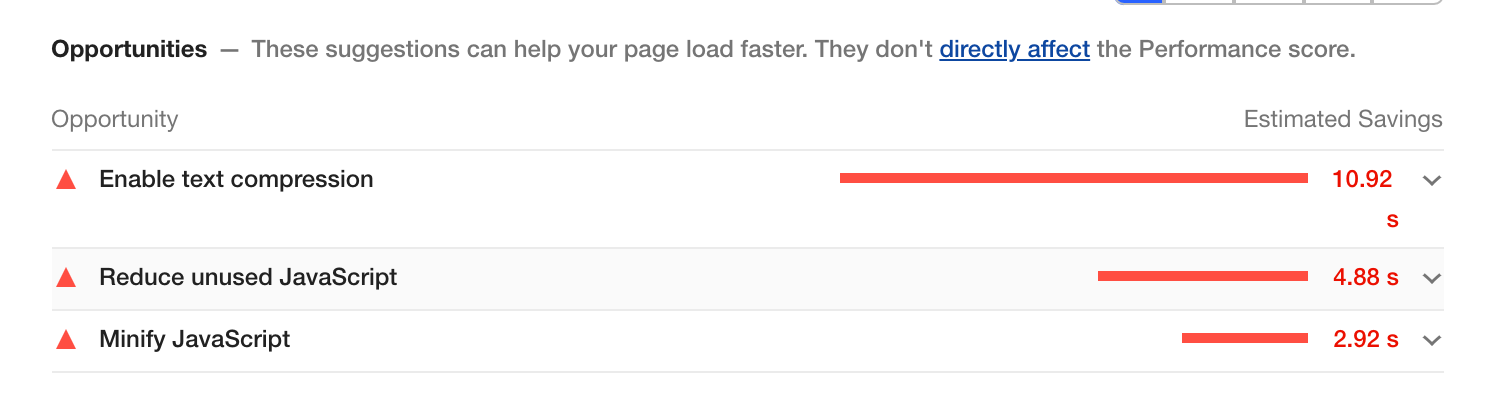 Opportunities — These suggestions can help your page load faster. They don't directly affect the Performance score.
Opportunity Estimated Savings
Enable text compression 10.92 s
Reduce unused JavaScript 4.88 s
Minify JavaScript 2.92 s